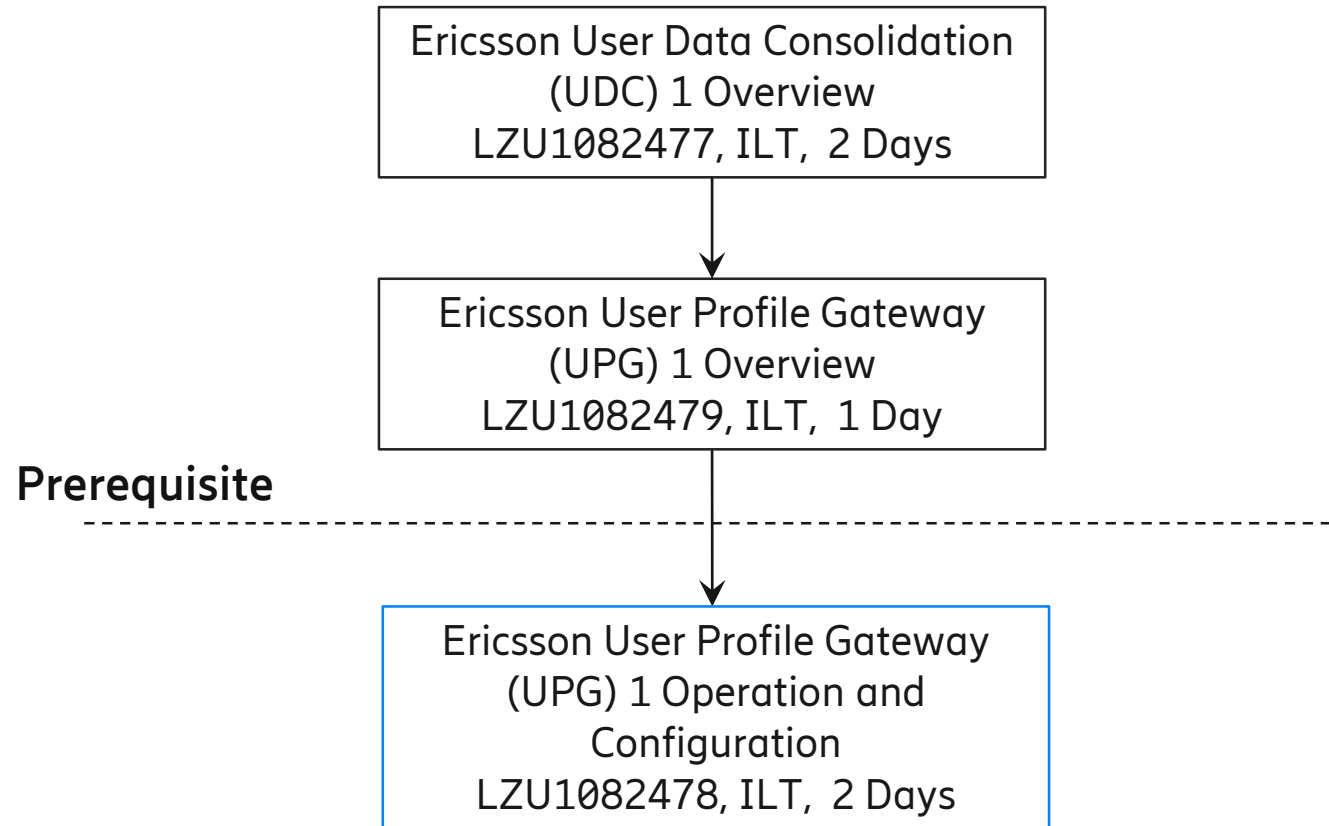 Ericsson User Data Consolidation
(UDC) 1 Overview
LZU1082477, ILT,  2 Days
Ericsson User Profile Gateway
(UPG) 1 Overview
LZU1082479, ILT,  1 Day
Prerequisite
Ericsson User Profile Gateway
(UPG) 1 Operation and
Configuration
LZU1082478, ILT,  2 Days